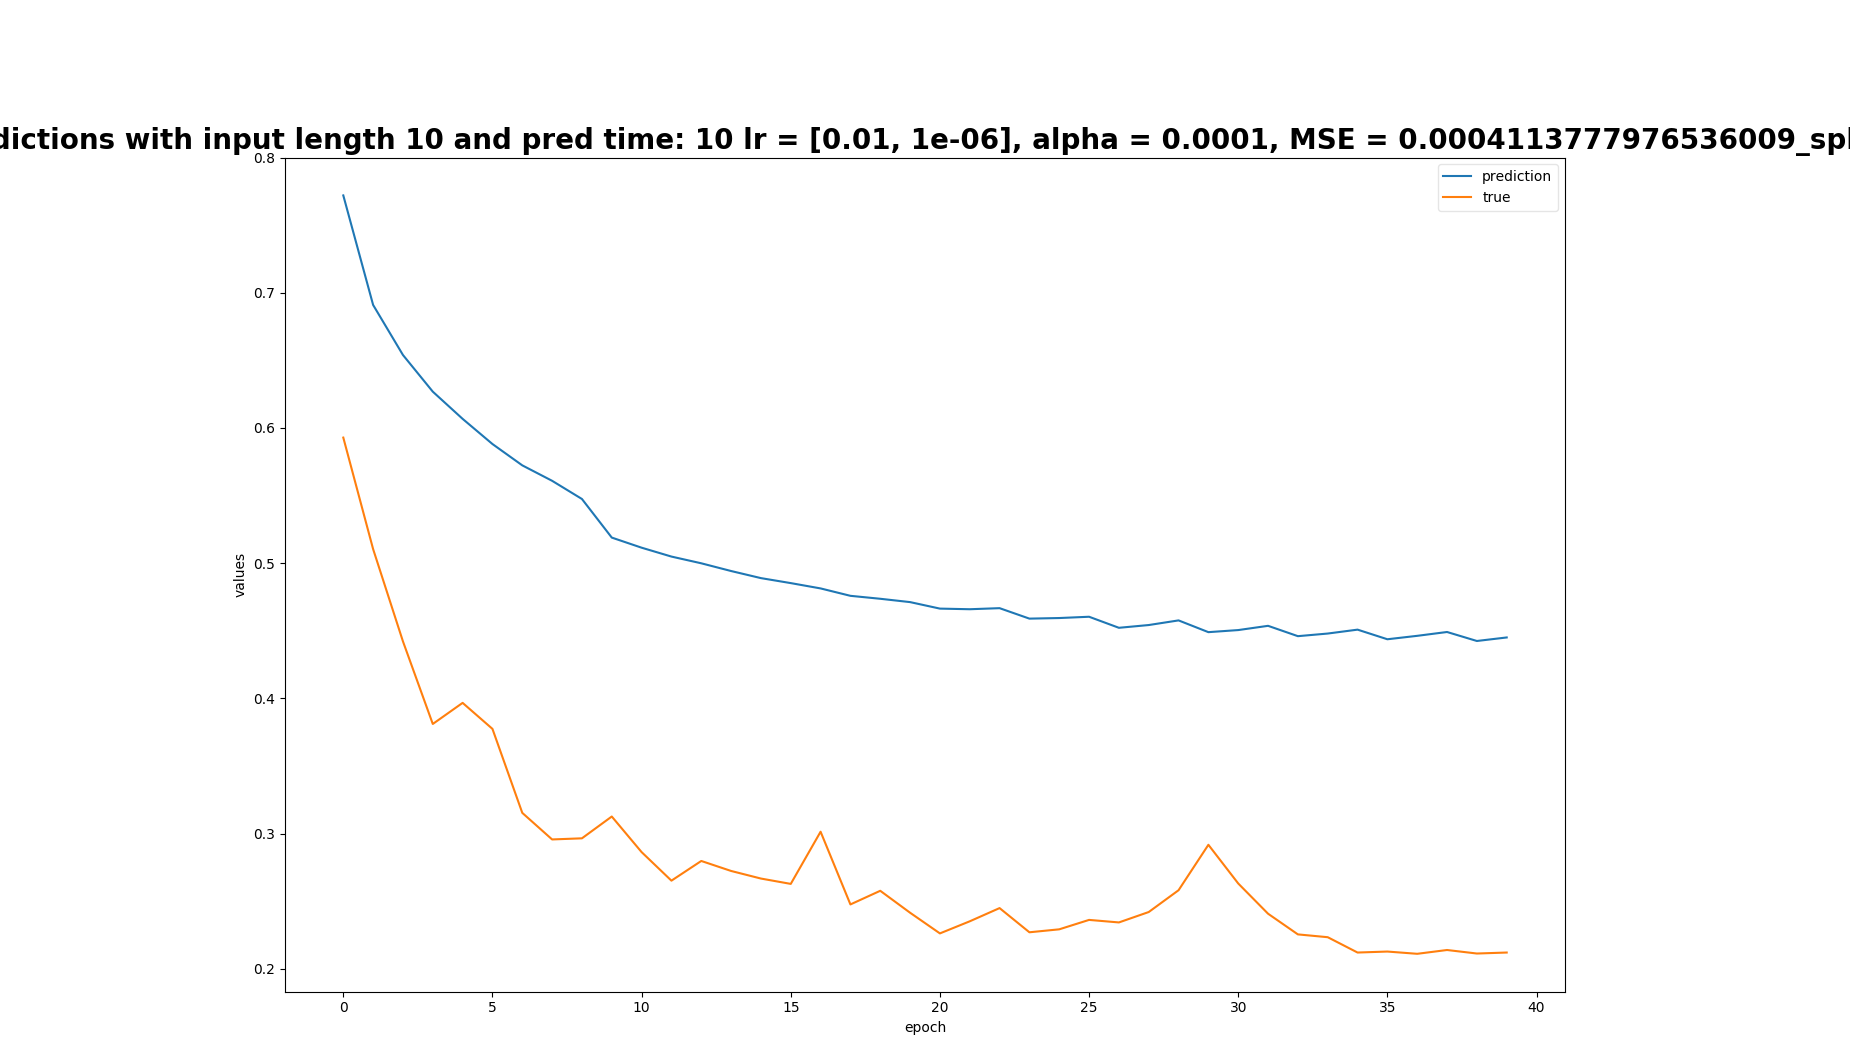 dictions with input length 10 and pred time: 10 lr = [0.01, 1e-06], alpha = 0.0001, MSE = 0.0004113777976536009_spl
prediction
true
0.8
0.7
0.6
0.5
0.4
0.3
0.2
values
0 5 10 15 20 25 30 35 40
epoch